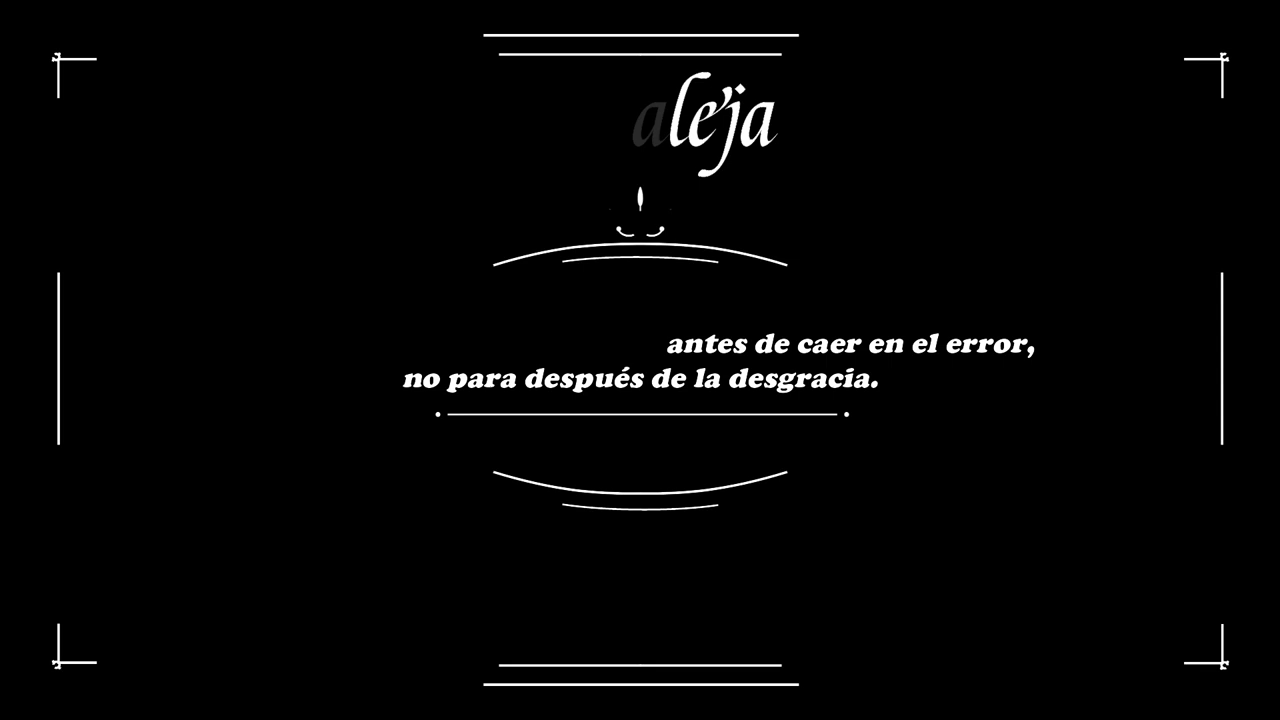 aleja
antes de caer en el error,
no para después de la desgracia.